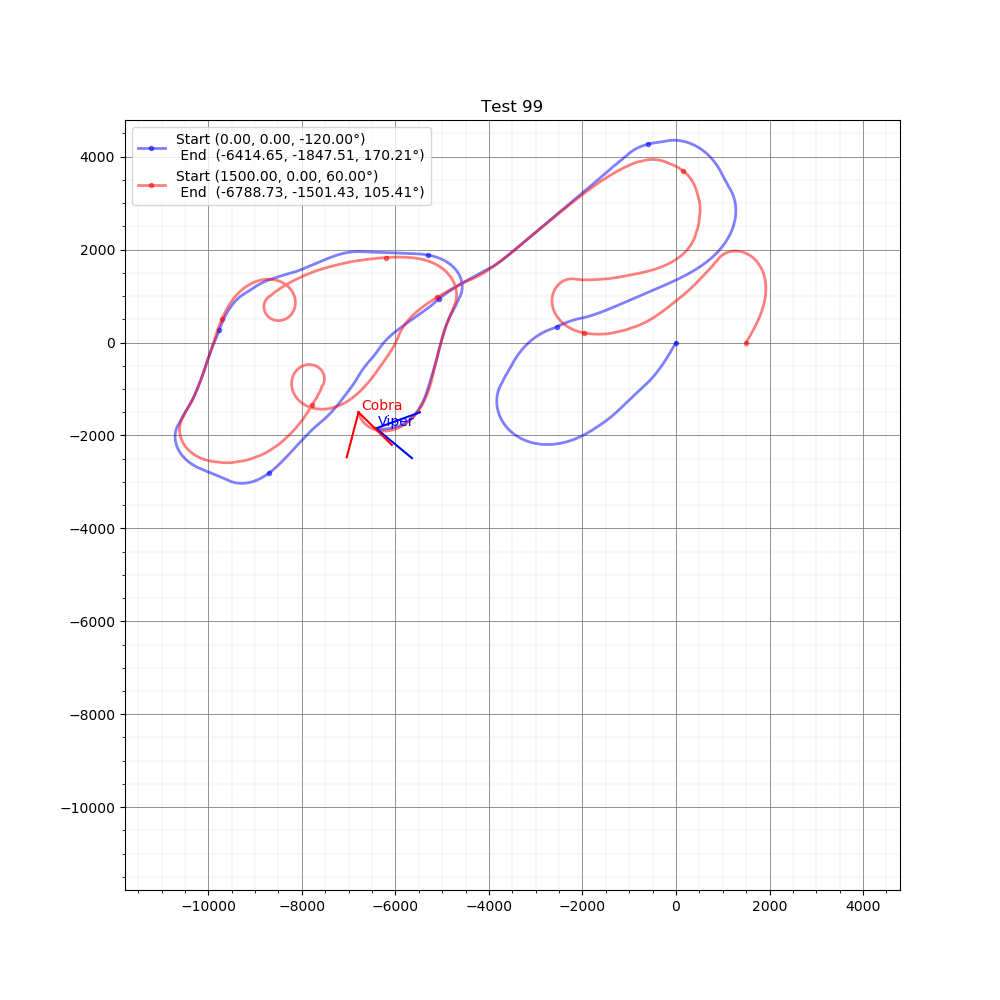 Test 99
Start (0.00, 0.00, -120.00°)
End  (-6414.65, -1847.51, 170.21°)
Start (1500.00, 0.00, 60.00°)
End  (-6788.73, -1501.43, 105.41°)
4000
2000
0
−2000
−4000
−6000
−8000
−10000
Cobra
Viper
−10000
−8000
−6000
−4000
−2000
0
2000
4000